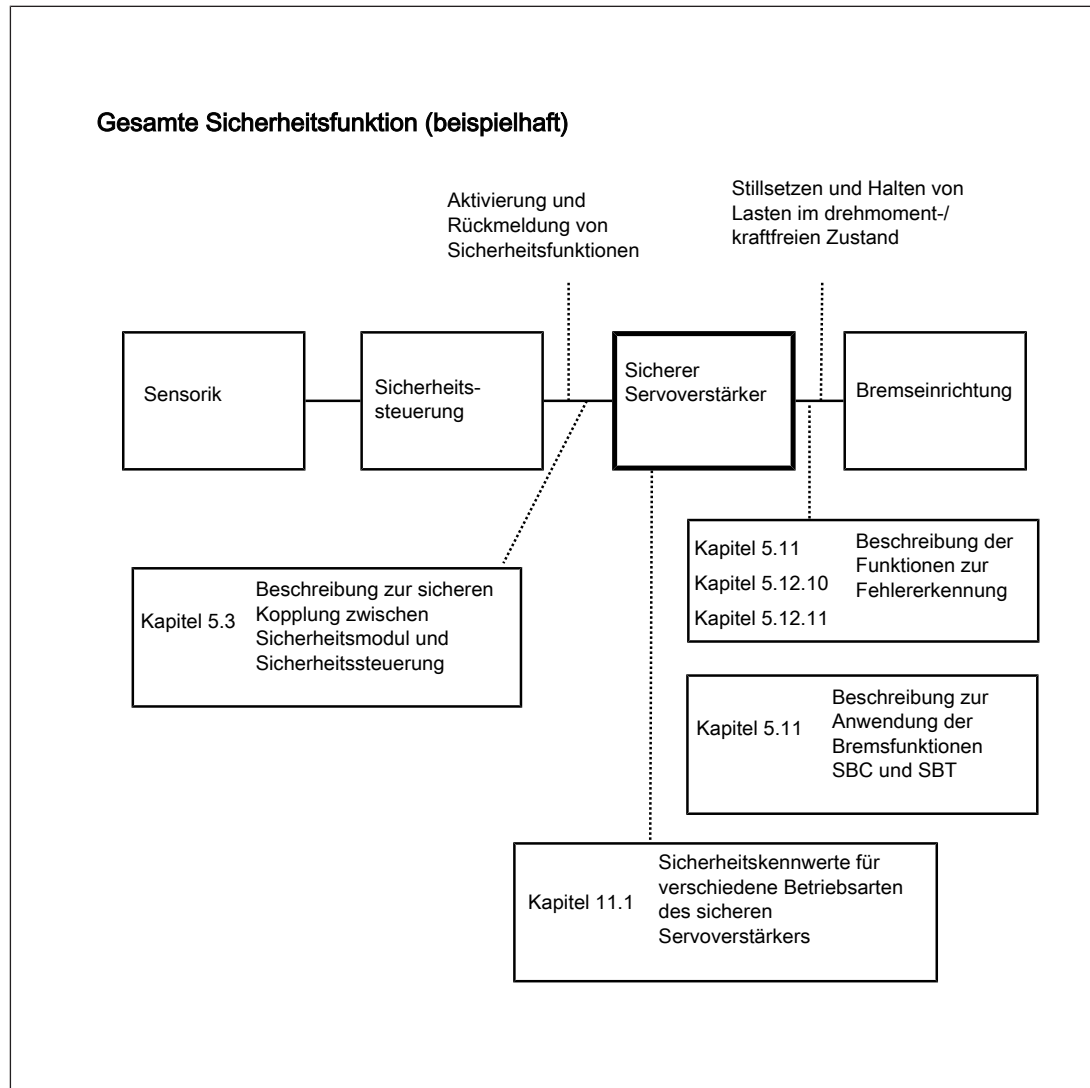 Gesamte Sicherheitsfunktion (beispielhaft)
Aktivierung und
Rückmeldung von
Sicherheitsfunktionen
Stillsetzen und Halten von
Lasten im drehmoment-/
kraftfreien Zustand
Sensorik
Sicherheits-
steuerung
Sicherer
Servoverstärker
Bremseinrichtung
Kapitel 5.3
Beschreibung zur sicheren
Kopplung zwischen
Sicherheitsmodul und
Sicherheitssteuerung
Kapitel 5.11
Kapitel 5.12.10
Kapitel 5.12.11
Beschreibung der
Funktionen zur
Fehlererkennung
Kapitel 5.11
Beschreibung zur
Anwendung der
Bremsfunktionen
SBC und SBT
Kapitel 11.1
Sicherheitskennwerte für
verschiedene Betriebsarten
des sicheren
Servoverstärkers